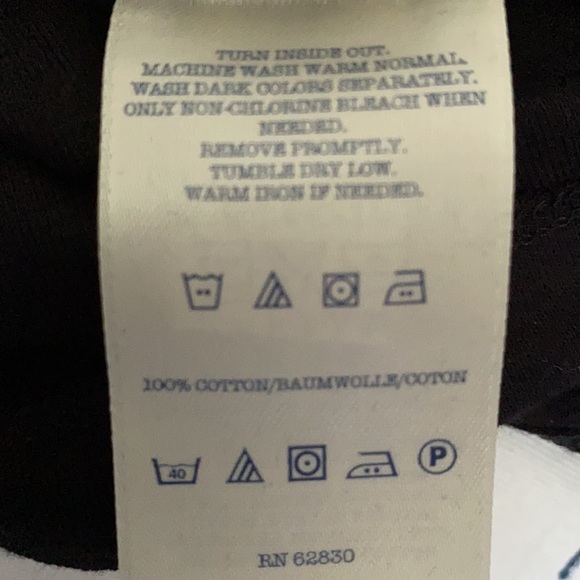 TURN INSIDE OUT.
MACHINE WASH WARM NORMAL.
WASH DARK COLORS SEPARATELY.
ONLY NON-CHLORINE BLEACH WHEN
NEEDED.
REMOVE PROMPTLY.
TUMBLE DRY LOW.
WARM IRON IF NEEDED.
100% COTTON/BAUMWOLLE/COTON
40 P
RN 62830